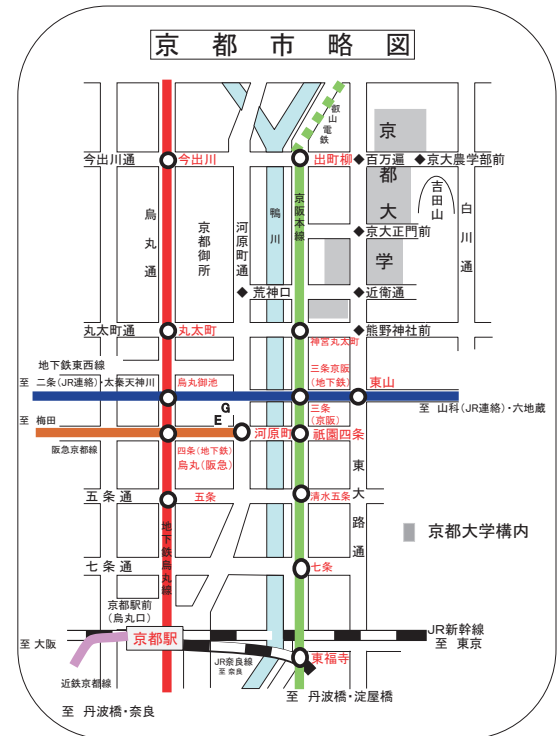 京都市略図
叡山電鉄
今出川通
今出川
出町柳
◆百万遍
◆京大農学部前
京都大学
吉田山
白川通
烏丸通
京都御所
河原町通
鴨川
京阪本線
◆京大正門前
◆荒神口
◆近衛通
丸太町通
丸太町
神宮丸太町
◆熊野神社前
地下鉄東西線
至 二条(JR連絡)・太秦天神川
烏丸御池
三条京阪
(地下鉄)
東山
三条
(京阪)
至 山科(JR連絡)・六地蔵
至 梅田
G
E
河原町
祇園四条
阪急京都線
四条(地下鉄)
烏丸(阪急)
東大路通
五条通
五条
清水五条
地下鉄烏丸線
京都大学構内
七条通
七条
京都駅前
(烏丸口)
京都駅
JR新幹線
至 東京
至 大阪
JR奈良線
至 奈良
東福寺
近鉄京都線
至 丹波橋・奈良
至 丹波橋・淀屋橋